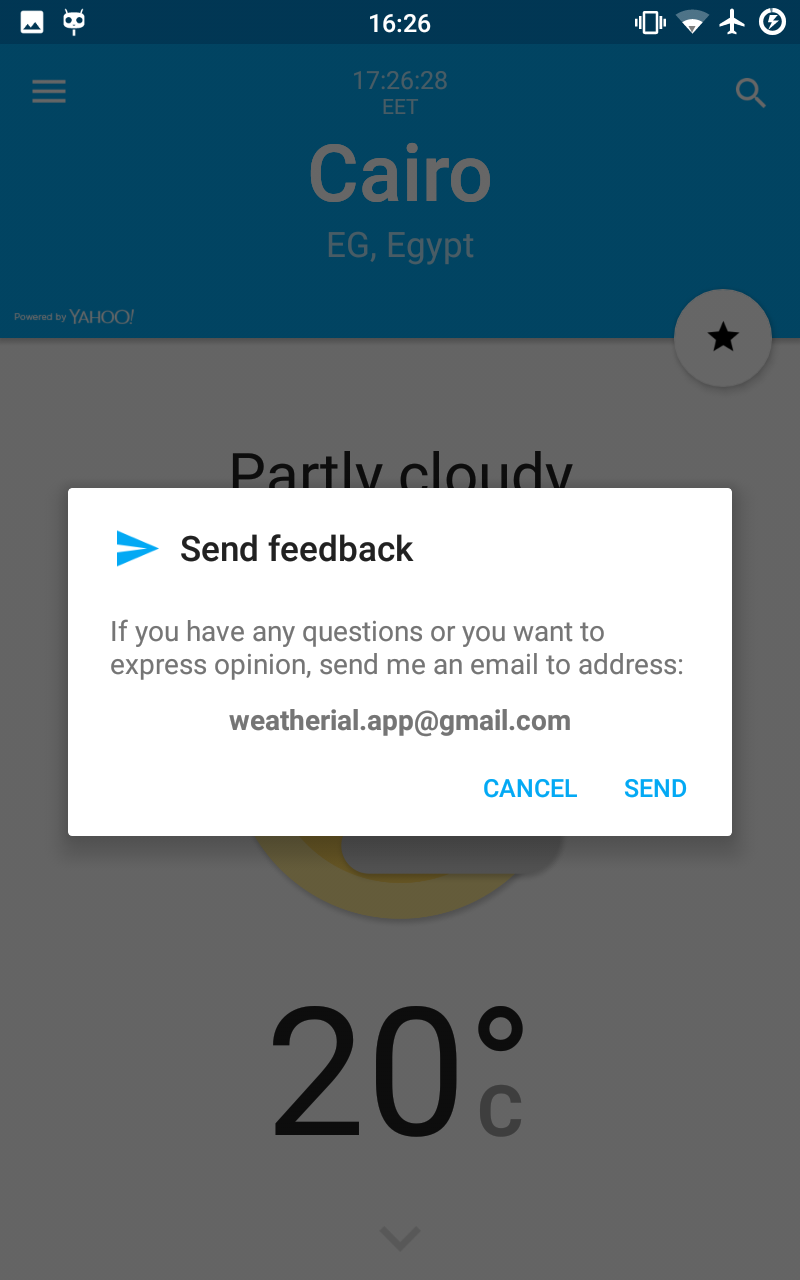 16:26
17:26:28
EET
Cairo
EG, Egypt
Powered by YAHOO!
Partly cloudy
Send feedback
If you have any questions or you want to
express opinion, send me an email to address:
weatherial.app@gmail.com
CANCEL SEND
20°
C